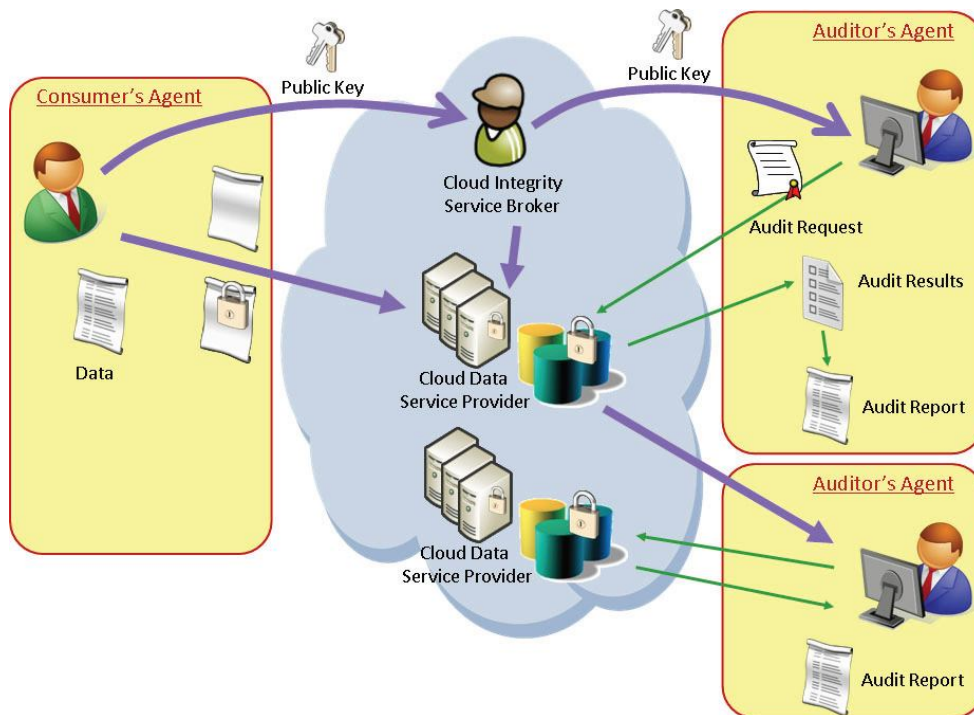 Auditor's Agent
Public Key
Public Key
Consumer's Agent
Cloud Integrity
Service Broker
Audit Request
Audit Results
Data
Cloud Data
Service Provider
Audit Report
Auditor's Agent
Cloud Data
Service Provider
Audit Report